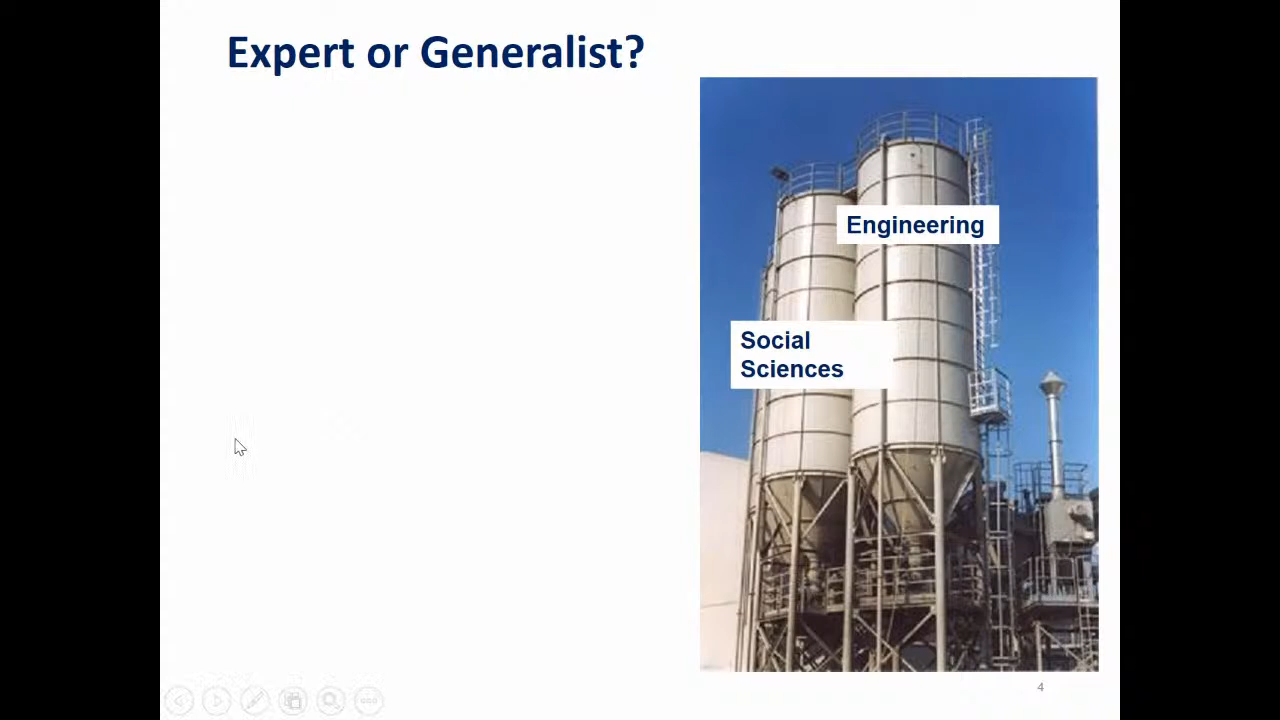 Expert or Generalist?
Engineering
Social
Sciences
4